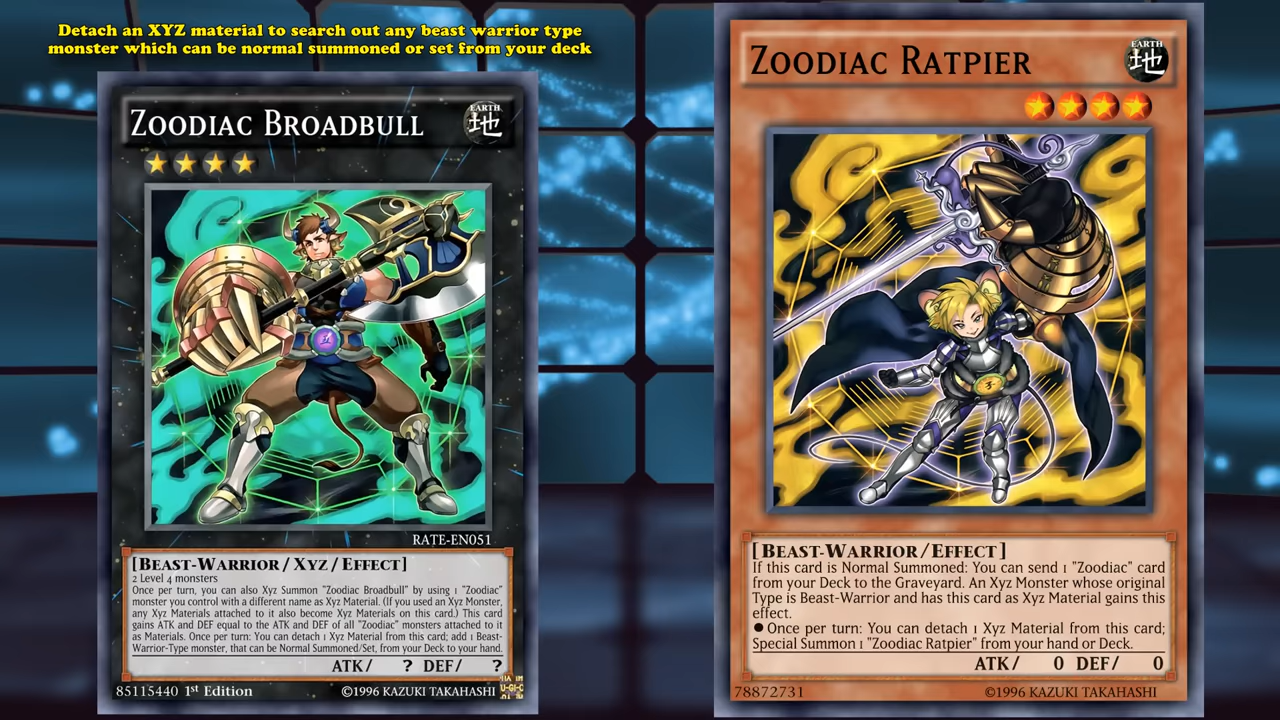 Detach an XYZ material to search out any beast warrior type
monster which can be normal summoned or set from your deck
ZOODIAC BROADBULL
EARTH
地
RATE-EN051
[BEAST-WARRIOR/XYZ/EFFECT]
2 Level 4 monsters
Once per turn, you can also Xyz Summon "Zoodiac Broadbull" by using 1 "Zoodiac"
monster you control with a different name as Xyz Material. (If you used an Xyz Monster,
any Xyz Materials attached to it also become Xyz Materials on this card.) This card
gains ATK and DEF equal to the ATK and DEF of all "Zoodiac" monsters attached to it
as Materials. Once per turn: You can detach 1 Xyz Material from this card; add 1 Beast-
Warrior-Type monster, that can be Normal Summoned/Set, from your Deck to your hand.
ATK/ ? DEF/ ?
85115440 1st Edition ©1996 KAZUKI TAKAHASHI
ZOODIAC RATPIER
EARTH
地
[BEAST-WARRIOR/EFFECT]
If this card is Normal Summoned: You can send 1 "Zoodiac" card
from your Deck to the Graveyard. An Xyz Monster whose original
Type is Beast-Warrior and has this card as Xyz Material gains this
effect.
●Once per turn: You can detach 1 Xyz Material from this card;
Special Summon 1 "Zoodiac Ratpier" from your hand or Deck.
ATK/ 0 DEF/ 0
78872731 ©1996 KAZUKI TAKAHASHI